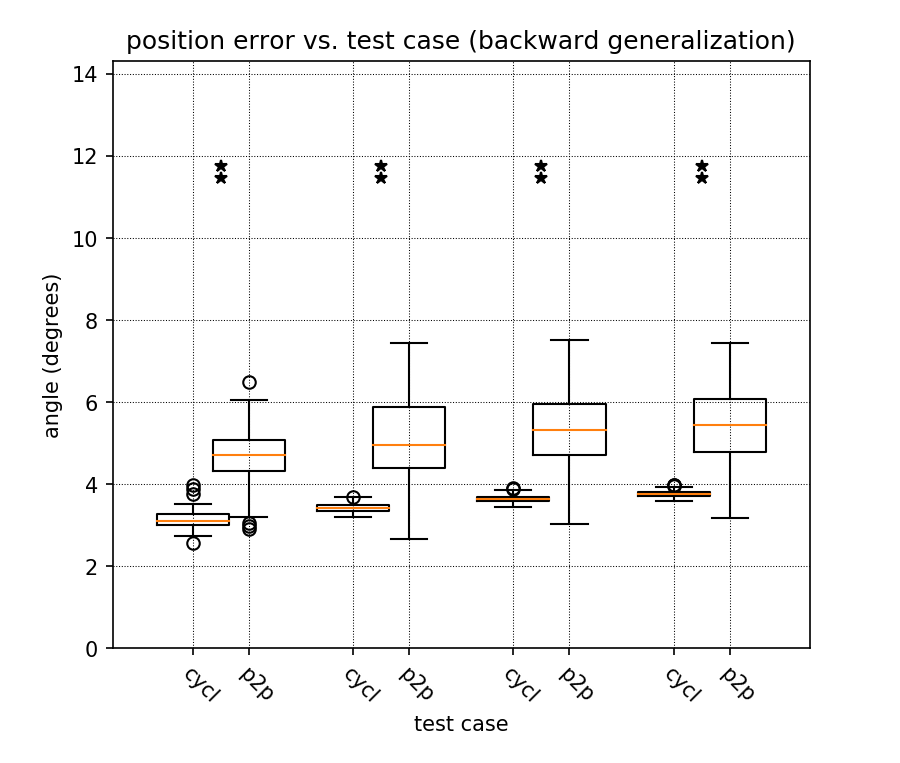 position error vs. test case (backward generalization)
14
12
10
8
6
4
2
0
angle (degrees)
cycl p2p cycl p2p cycl p2p cycl p2p
test case